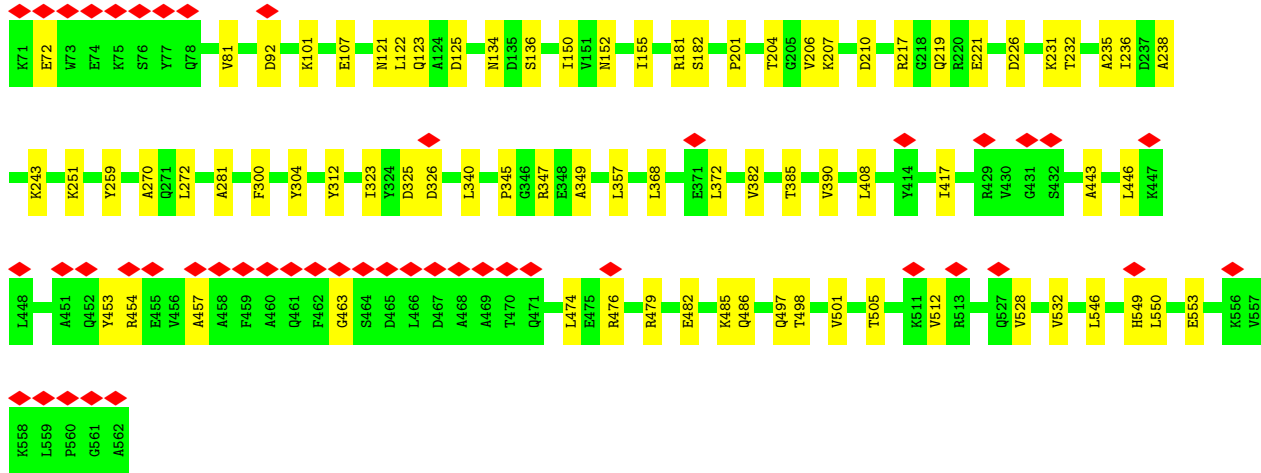 K71 E72 W73 E74 K75 S76 Y77 Q78 V81 D92 K101 E107 N121 L122 Q123 A124 D125 N134 D135 S136 I150 V151 N152 I155 R181 S182 P201 T204 G205 V206 K207 D210 R217 G218 Q219 R220 E221 D226 K231 T232 A235 I236 D237 A238
K243 K251 Y259 A270 Q271 L272 A281 F300 Y304 Y312 I323 Y324 D325 D326 L340 P345 G346 R347 E348 A349 L357 L368 E371 L372 V382 T385 V390 L408 Y414 I417 R429 V430 G431 S432 A443 L446 K447
L448 A451 Q452 Y453 R454 E455 V456 A457 A458 F459 A460 Q461 F462 G463 S464 D465 L466 D467 A468 A469 T470 Q471 L474 E475 R476 R479 E482 K485 Q486 Q497 T498 V501 T505 K511 V512 R513 Q527 V528 V532 L546 H549 L550 E553 K556 V557
K558 L559 P560 G561 A562